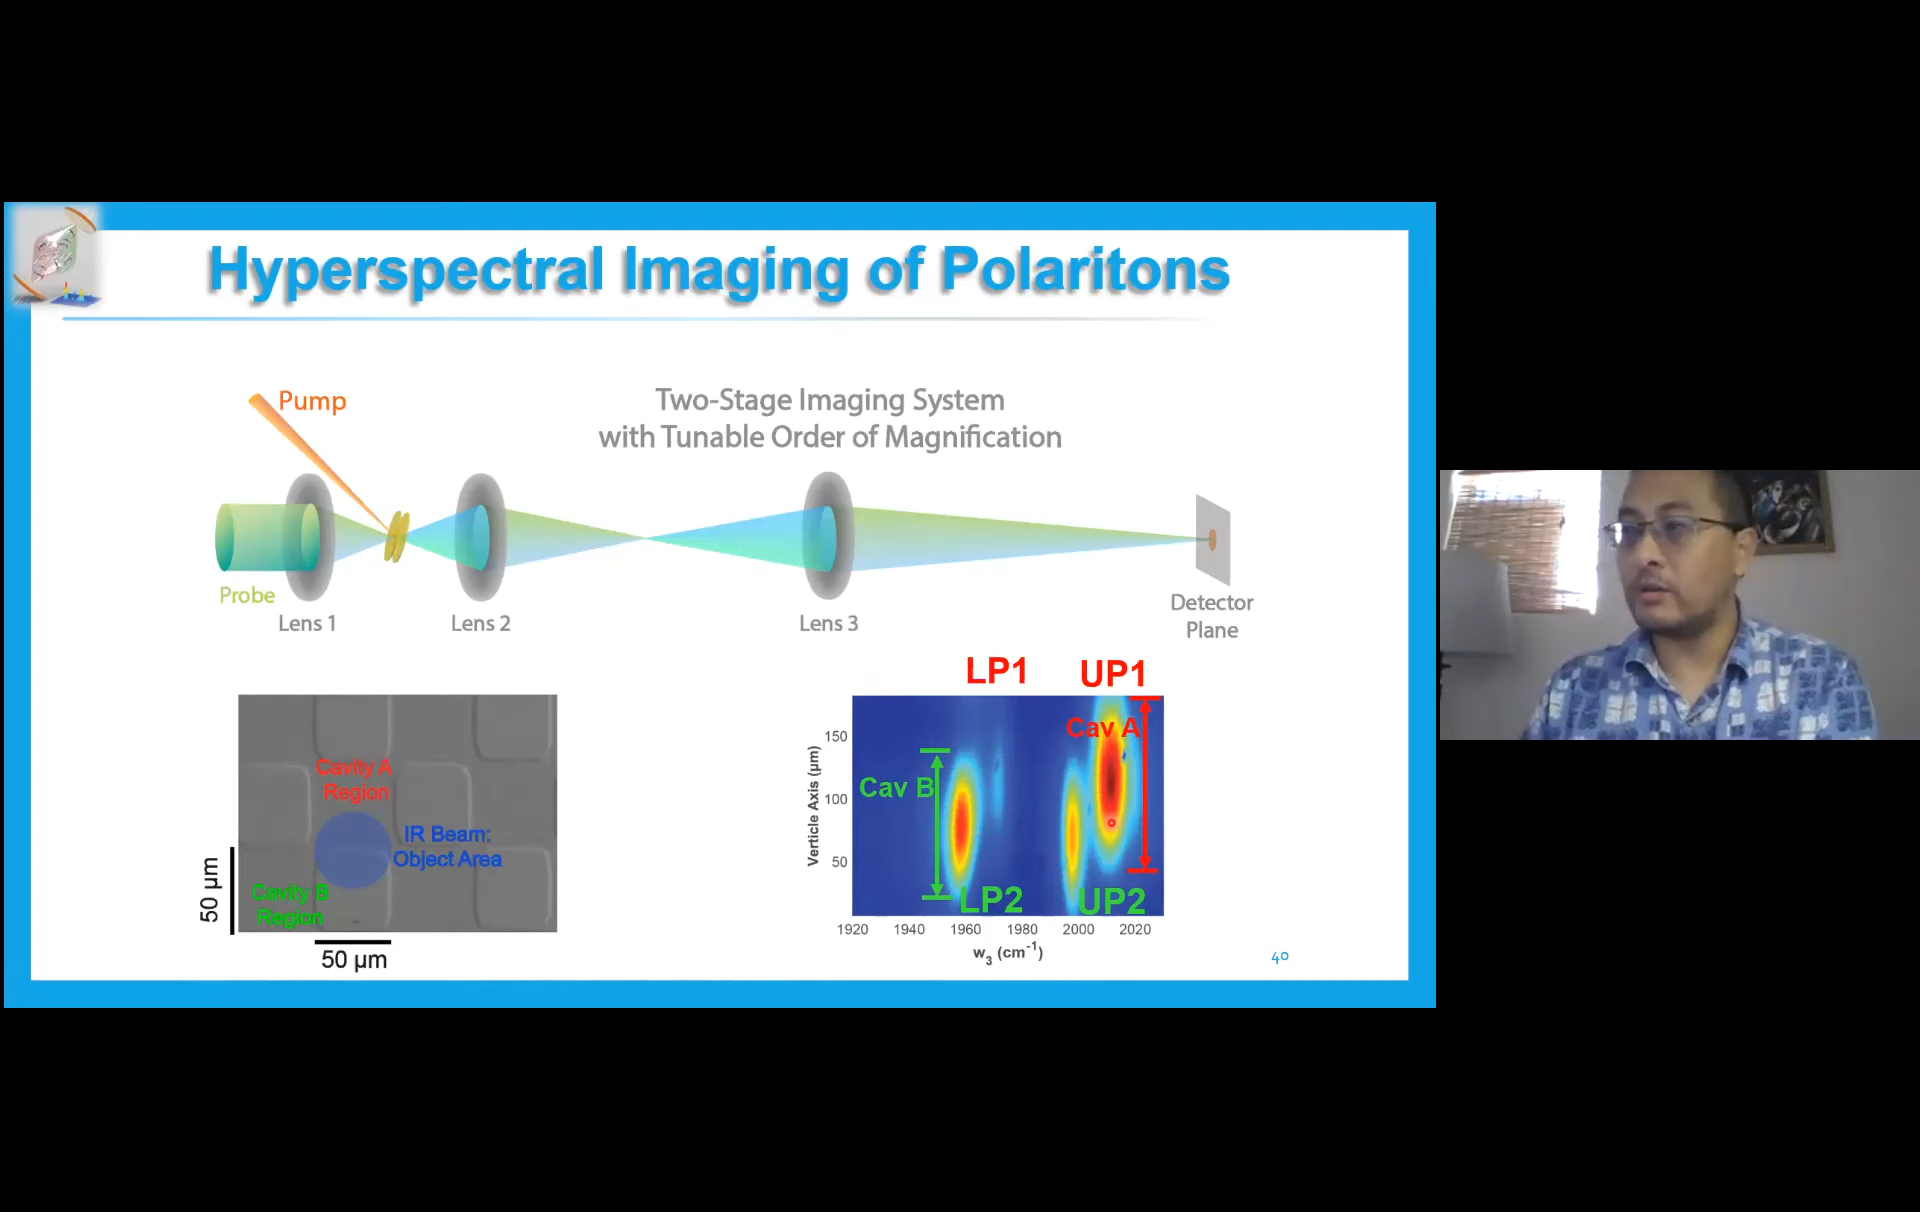 Hyperspectral Imaging of Polaritons
Pump
Two-Stage Imaging System
with Tunable Order of Magnification
Probe
Lens 1
Lens 2
Lens 3
Detector
Plane
Cavity A
Region
IR Beam:
Object Area
Cavity B
Region
50 µm
50 µm
LP1
UP1
Cav A
Cav B
LP2
UP2
Verticle Axis (µm)
150
100
50
1920
1940
1960
1980
2000
2020
w3 (cm-1)
40